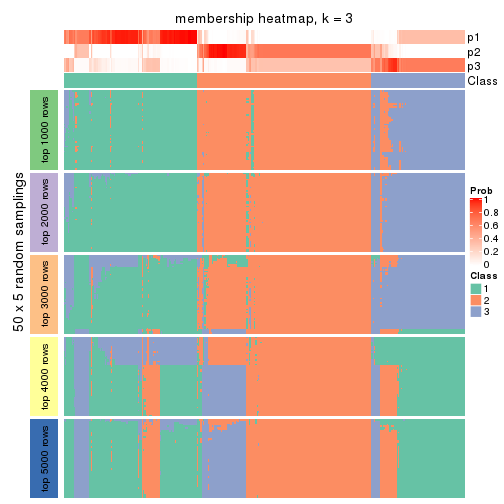 membership heatmap, k = 3
p1
p2
p3
Class
50 x 5 random samplings
top 1000 rows
top 2000 rows
top 3000 rows
top 4000 rows
top 5000 rows
Prob
1
0.8
0.6
0.4
0.2
0
Class
1
2
3